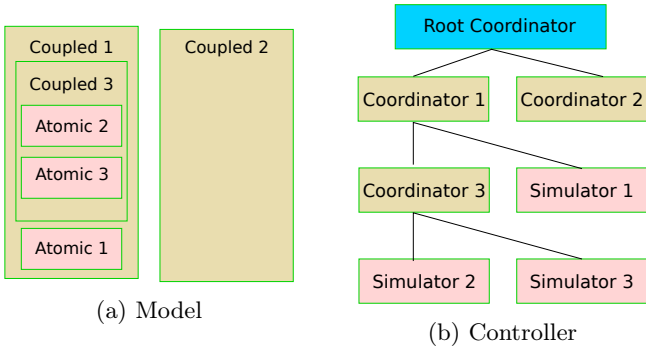 Coupled 1
Coupled 3
Atomic 2
Atomic 3
Atomic 1
Coupled 2
(a) Model
Root Coordinator
Coordinator 1
Coordinator 2
Coordinator 3
Simulator 1
Simulator 2
Simulator 3
(b) Controller